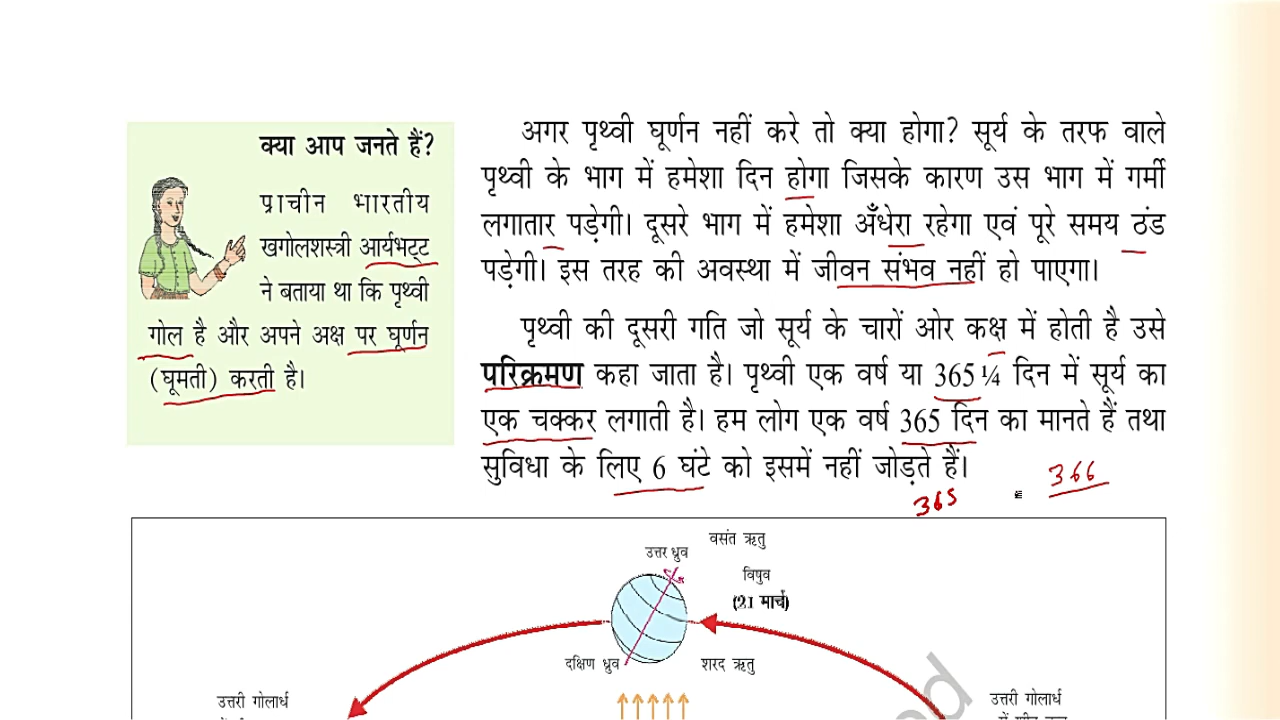 क्या आप जनते हैं?
प्राचीन भारतीय
खगोलशस्त्री आर्यभट्ट
ने बताया था कि पृथ्वी
गोल है और अपने अक्ष पर घूर्णन
(घूमती) करती है।
अगर पृथ्वी घूर्णन नहीं करे तो क्या होगा? सूर्य के तरफ वाले
पृथ्वी के भाग में हमेशा दिन होगा जिसके कारण उस भाग में गर्मी
लगातार पड़ेगी। दूसरे भाग में हमेशा अँधेरा रहेगा एवं पूरे समय ठंड
पड़ेगी। इस तरह की अवस्था में जीवन संभव नहीं हो पाएगा।
पृथ्वी की दूसरी गति जो सूर्य के चारों ओर कक्ष में होती है उसे
परिक्रमण कहा जाता है। पृथ्वी एक वर्ष या 365 ¼ दिन में सूर्य का
एक चक्कर लगाती है। हम लोग एक वर्ष 365 दिन का मानते हैं तथा
सुविधा के लिए 6 घंटे को इसमें नहीं जोड़ते हैं।
365 366
वसंत ऋतु
उत्तर ध्रुव
विषुव
(21 मार्च)
दक्षिण ध्रुव शरद ऋतु
उत्तरी गोलार्ध उत्तरी गोलार्ध